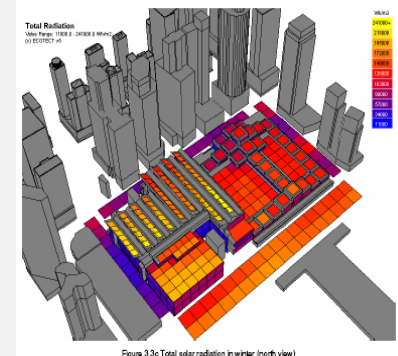 Total Radiation
Value Range: 11000.0 - 241000.0 Wh/m2
(c) ECOTECT v5
Wh/m2
241000+
218000
195000
172000
149000
126000
103000
80000
57000
34000
11000
Figure 3.3c Total solar radiation in winter (north view)